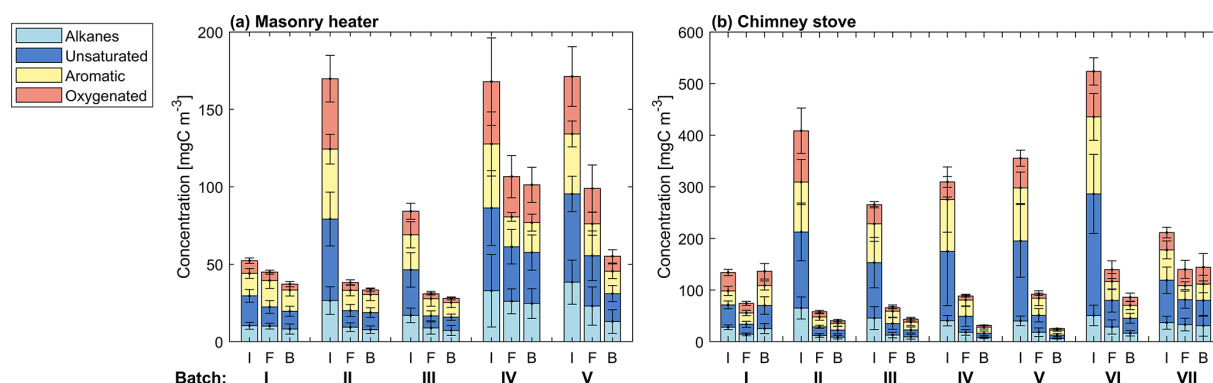 Alkanes
Unsaturated
Aromatic
Oxygenated
(a) Masonry heater
Concentration [mgC m⁻³]
200
150
100
50
0
I F B I F B I F B I F B I F B
Batch: I II III IV V
(b) Chimney stove
Concentration [mgC m⁻³]
600
500
400
300
200
100
0
I F B I F B I F B I F B I F B I F B I F B
I II III IV V VI VII